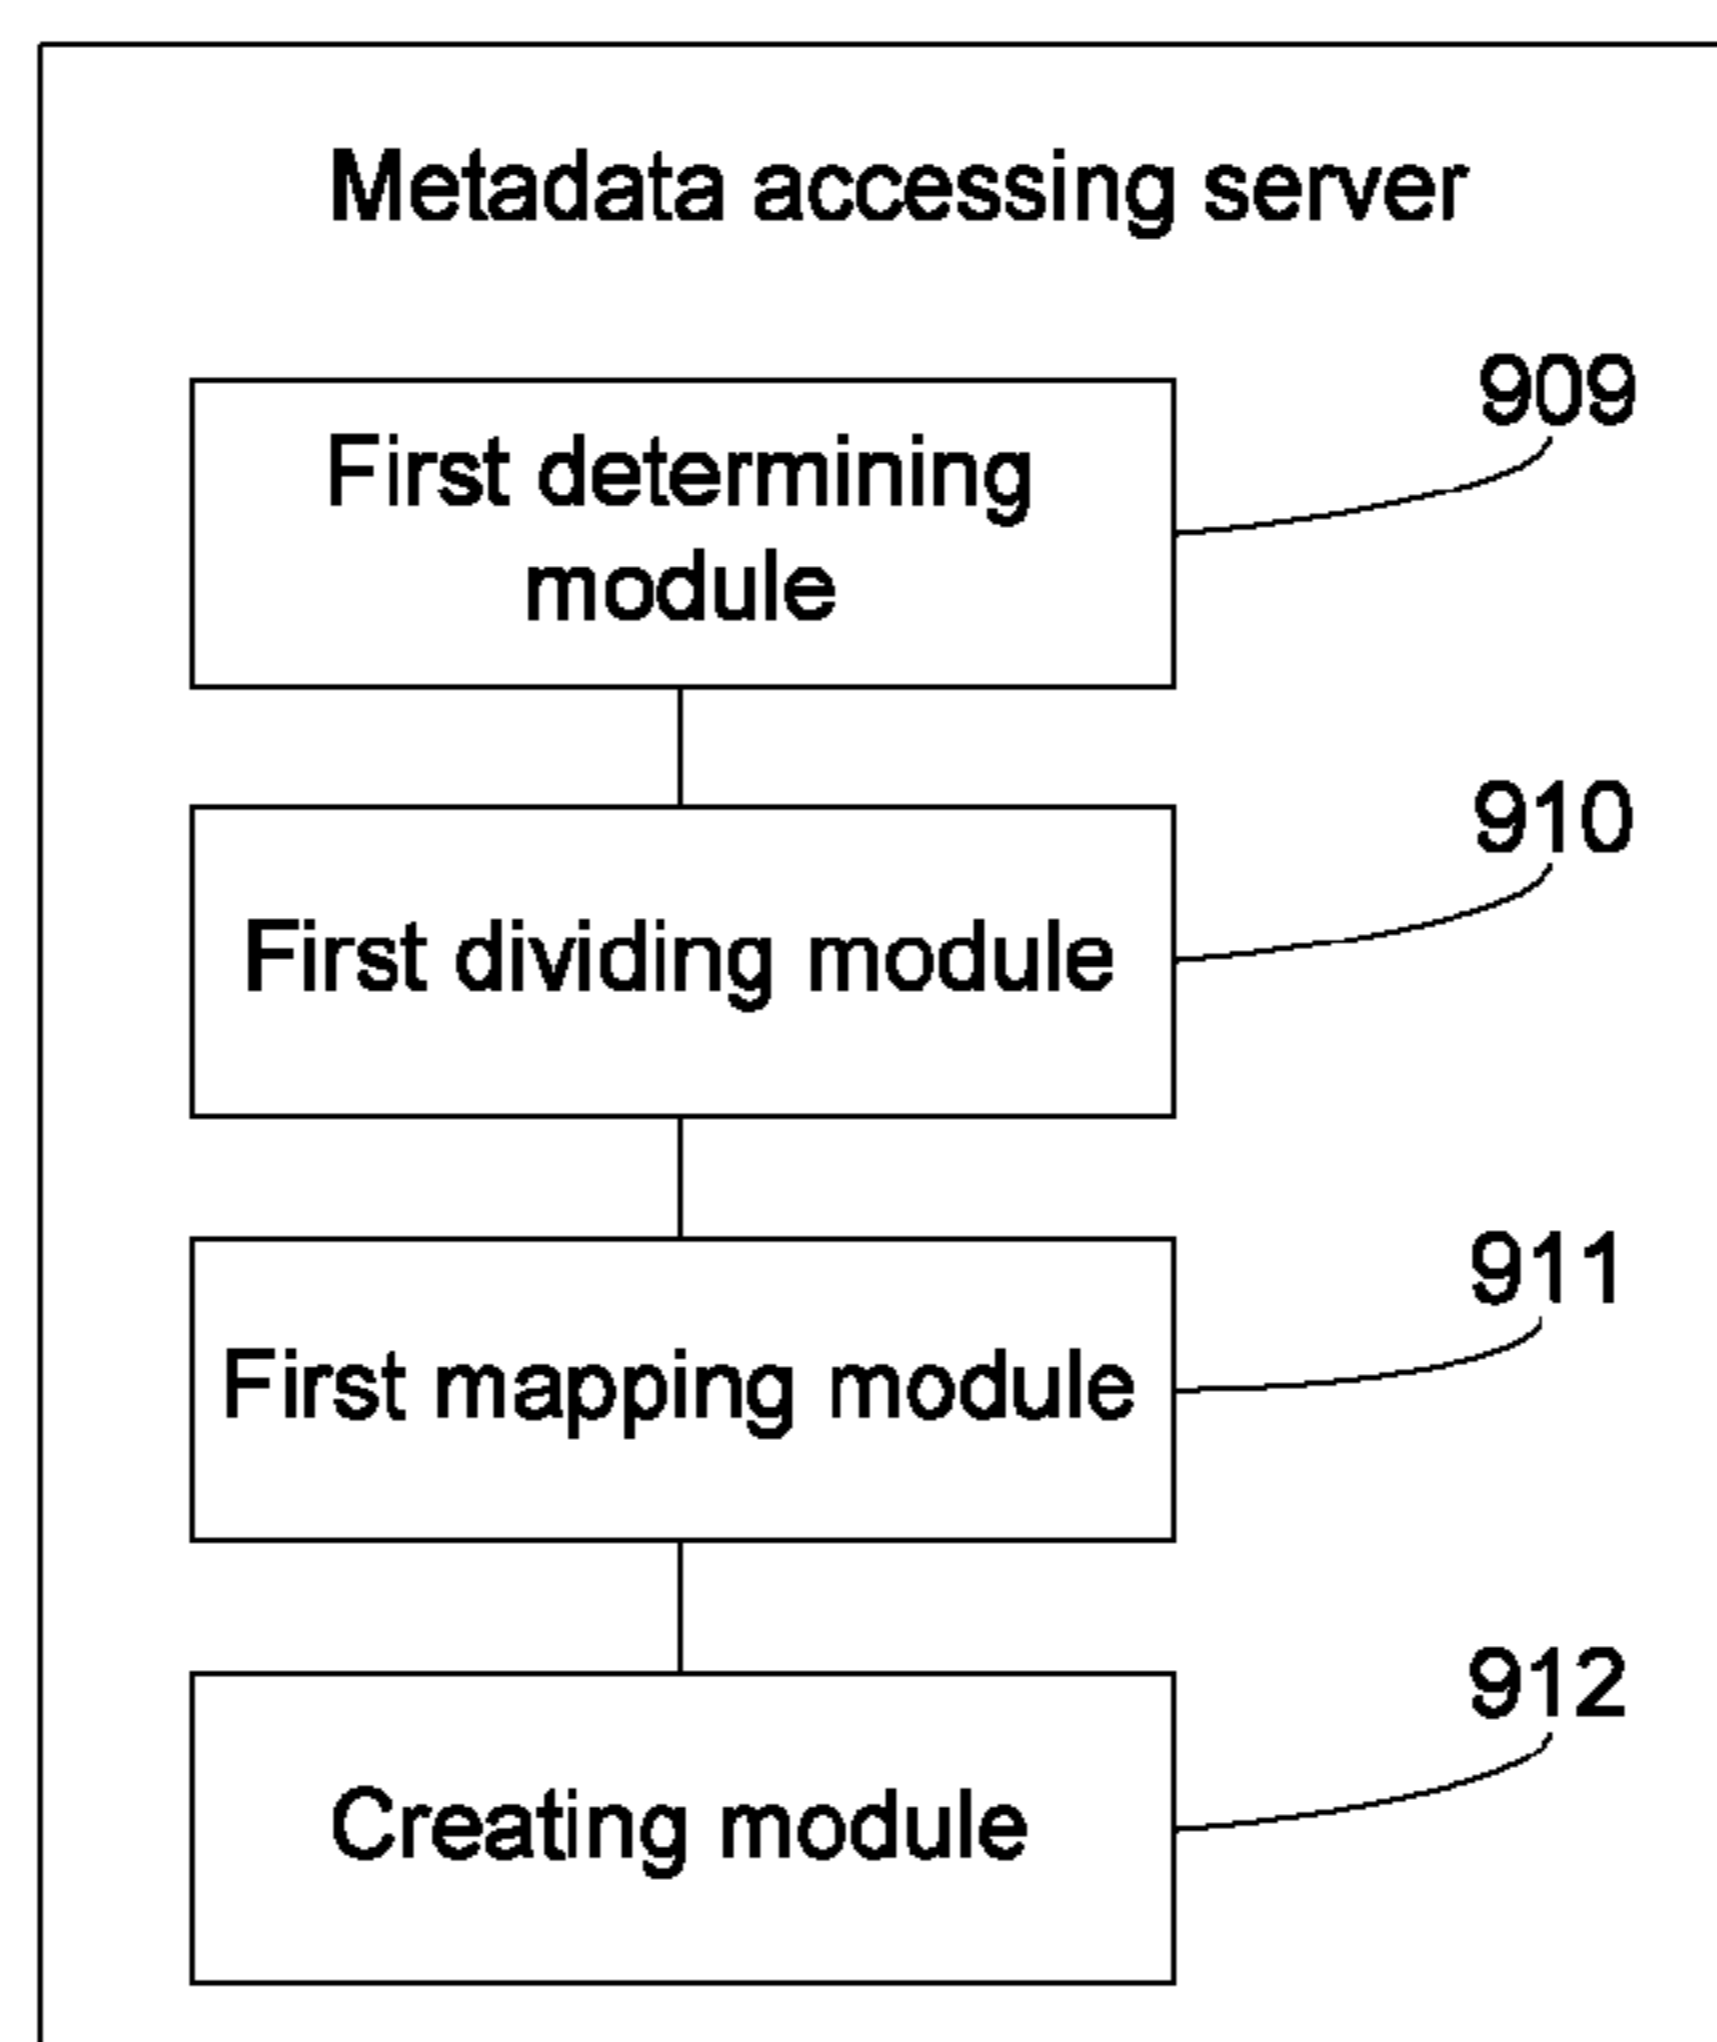 Metadata accessing server
909
First determining
module
910
First dividing module
911
First mapping module
912
Creating module